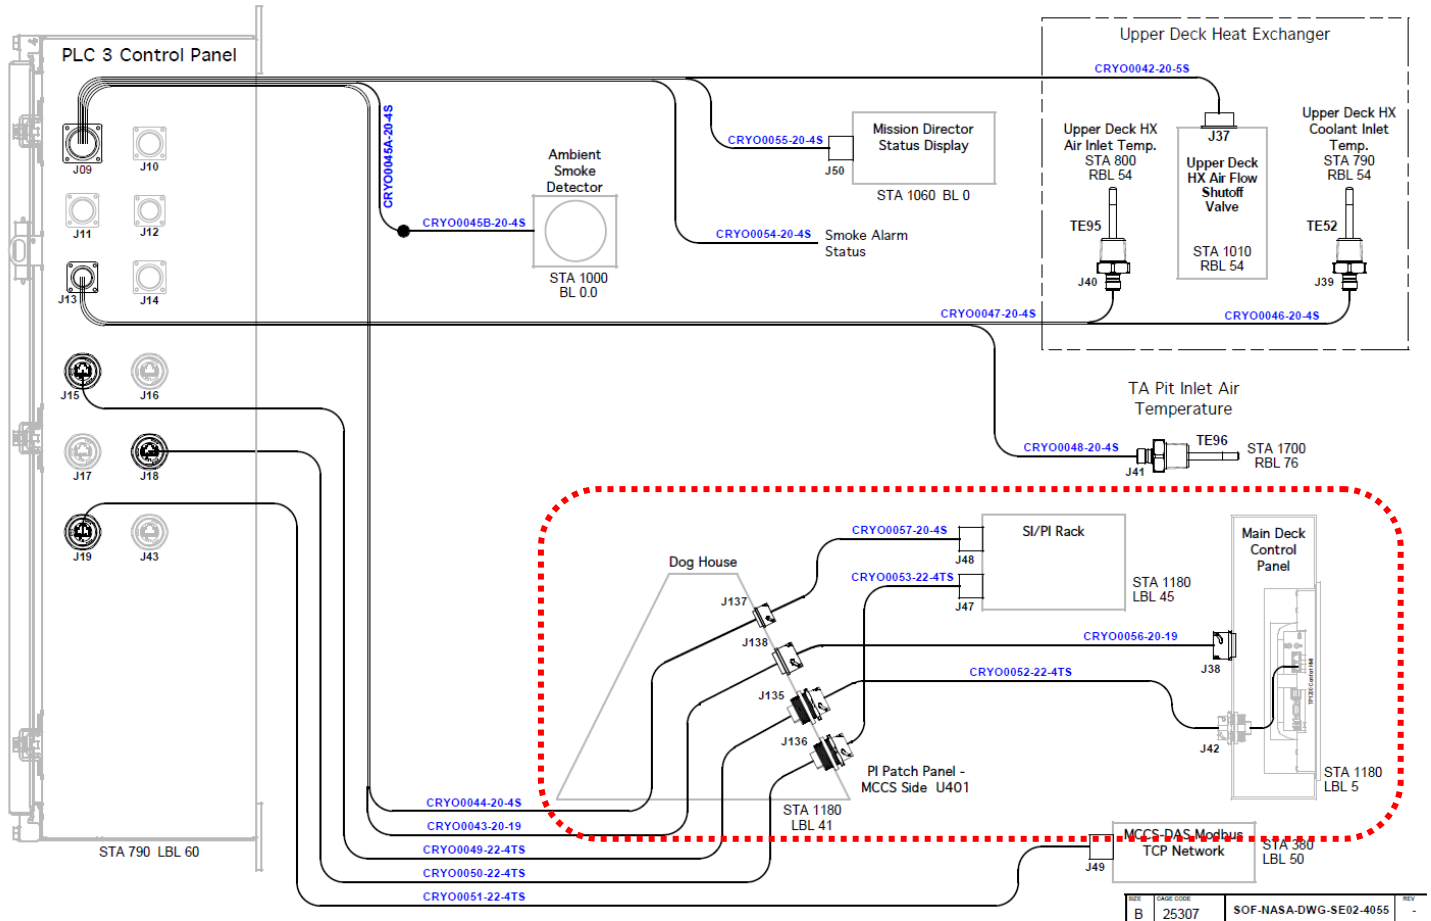 PLC 3 Control Panel
J09
J10
J11
J12
J13
J14
J15
J16
J17
J18
J19
J43
STA 790 LBL 60
CRYO0045A-20-4S
CRYO0045B-20-4S
Ambient
Smoke
Detector
STA 1000
BL 0.0
CRYO0055-20-4S
J50
Mission Director
Status Display
STA 1060 BL 0
CRYO0054-20-4S
Smoke Alarm
Status
Upper Deck Heat Exchanger
CRYO0042-20-5S
J37
Upper Deck
HX Air Flow
Shutoff
Valve
STA 1010
RBL 54
Upper Deck HX
Air Inlet Temp.
STA 800
RBL 54
TE95
J40
Upper Deck HX
Coolant Inlet
Temp.
STA 790
RBL 54
TE52
J39
CRYO0047-20-4S
CRYO0046-20-4S
TA Pit Inlet Air
Temperature
CRYO0048-20-4S
J41
TE96
STA 1700
RBL 76
Dog House
J137
J138
J135
J136
CRYO0057-20-4S
J48
CRYO0053-22-4TS
J47
SI/PI Rack
STA 1180
LBL 45
Main Deck
Control
Panel
CRYO0056-20-19
J38
CRYO0052-22-4TS
J42
STA 1180
LBL 5
PI Patch Panel -
MCCS Side U401
STA 1180
LBL 41
CRYO0044-20-4S
CRYO0043-20-19
CRYO0049-22-4TS
CRYO0050-22-4TS
CRYO0051-22-4TS
J49
MCCS-DAS Modbus
TCP Network
STA 380
LBL 50
SIZE
B
CAGE CODE
25307
SOF-NASA-DWG-SE02-4055
REV
-